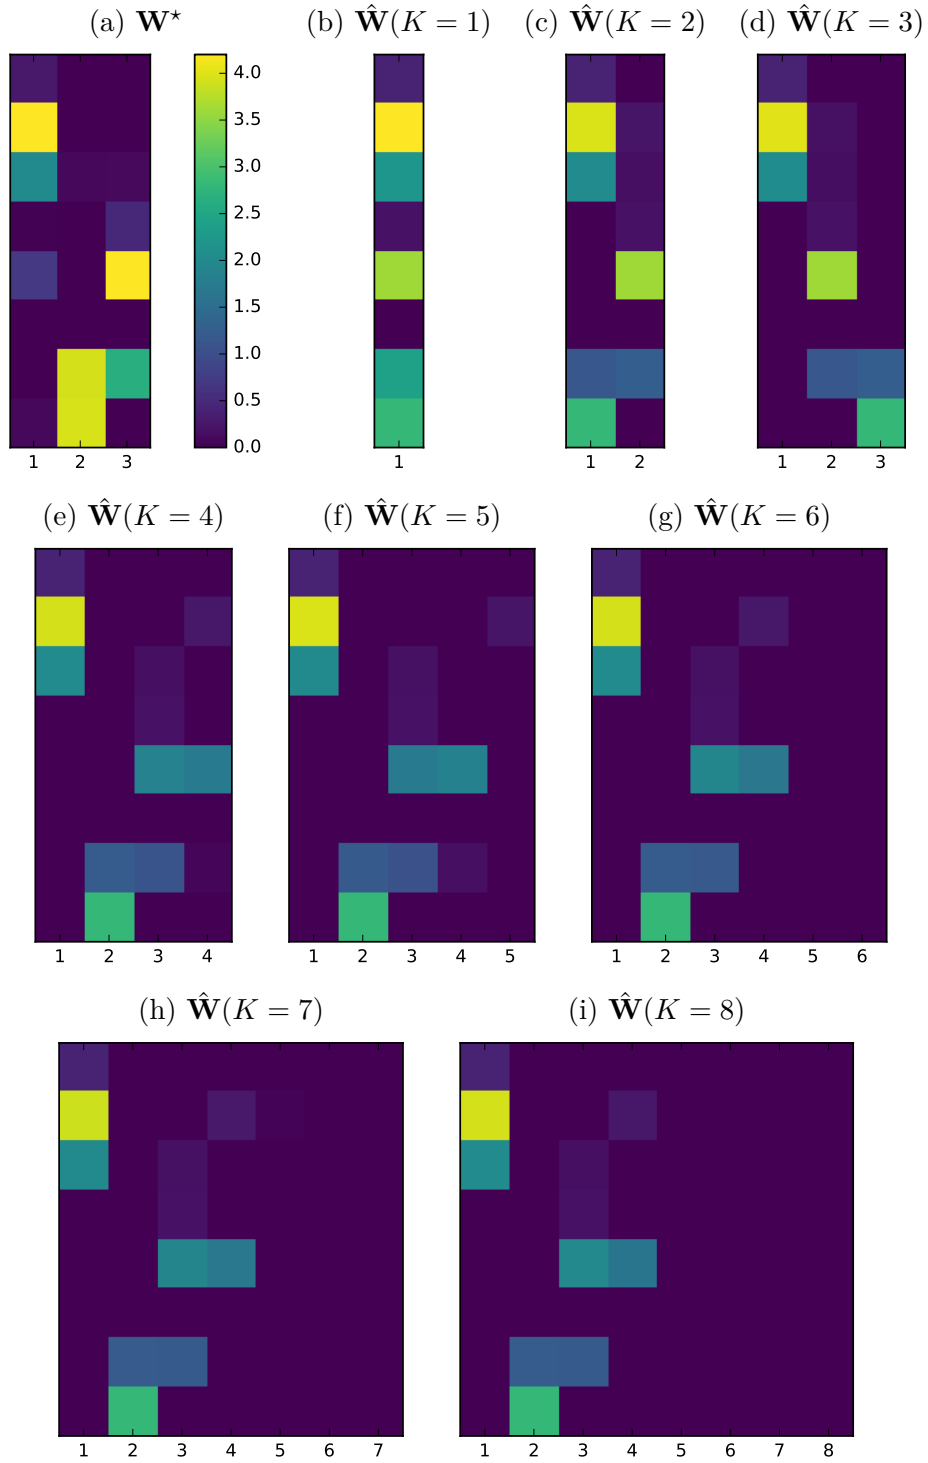 (a) W⋆
(b) Ŵ(K = 1)
(c) Ŵ(K = 2)
(d) Ŵ(K = 3)
4.0
3.5
3.0
2.5
2.0
1.5
1.0
0.5
0.0
1 2 3
1
1 2
1 2 3
(e) Ŵ(K = 4)
(f) Ŵ(K = 5)
(g) Ŵ(K = 6)
1 2 3 4
1 2 3 4 5
1 2 3 4 5 6
(h) Ŵ(K = 7)
(i) Ŵ(K = 8)
1 2 3 4 5 6 7
1 2 3 4 5 6 7 8